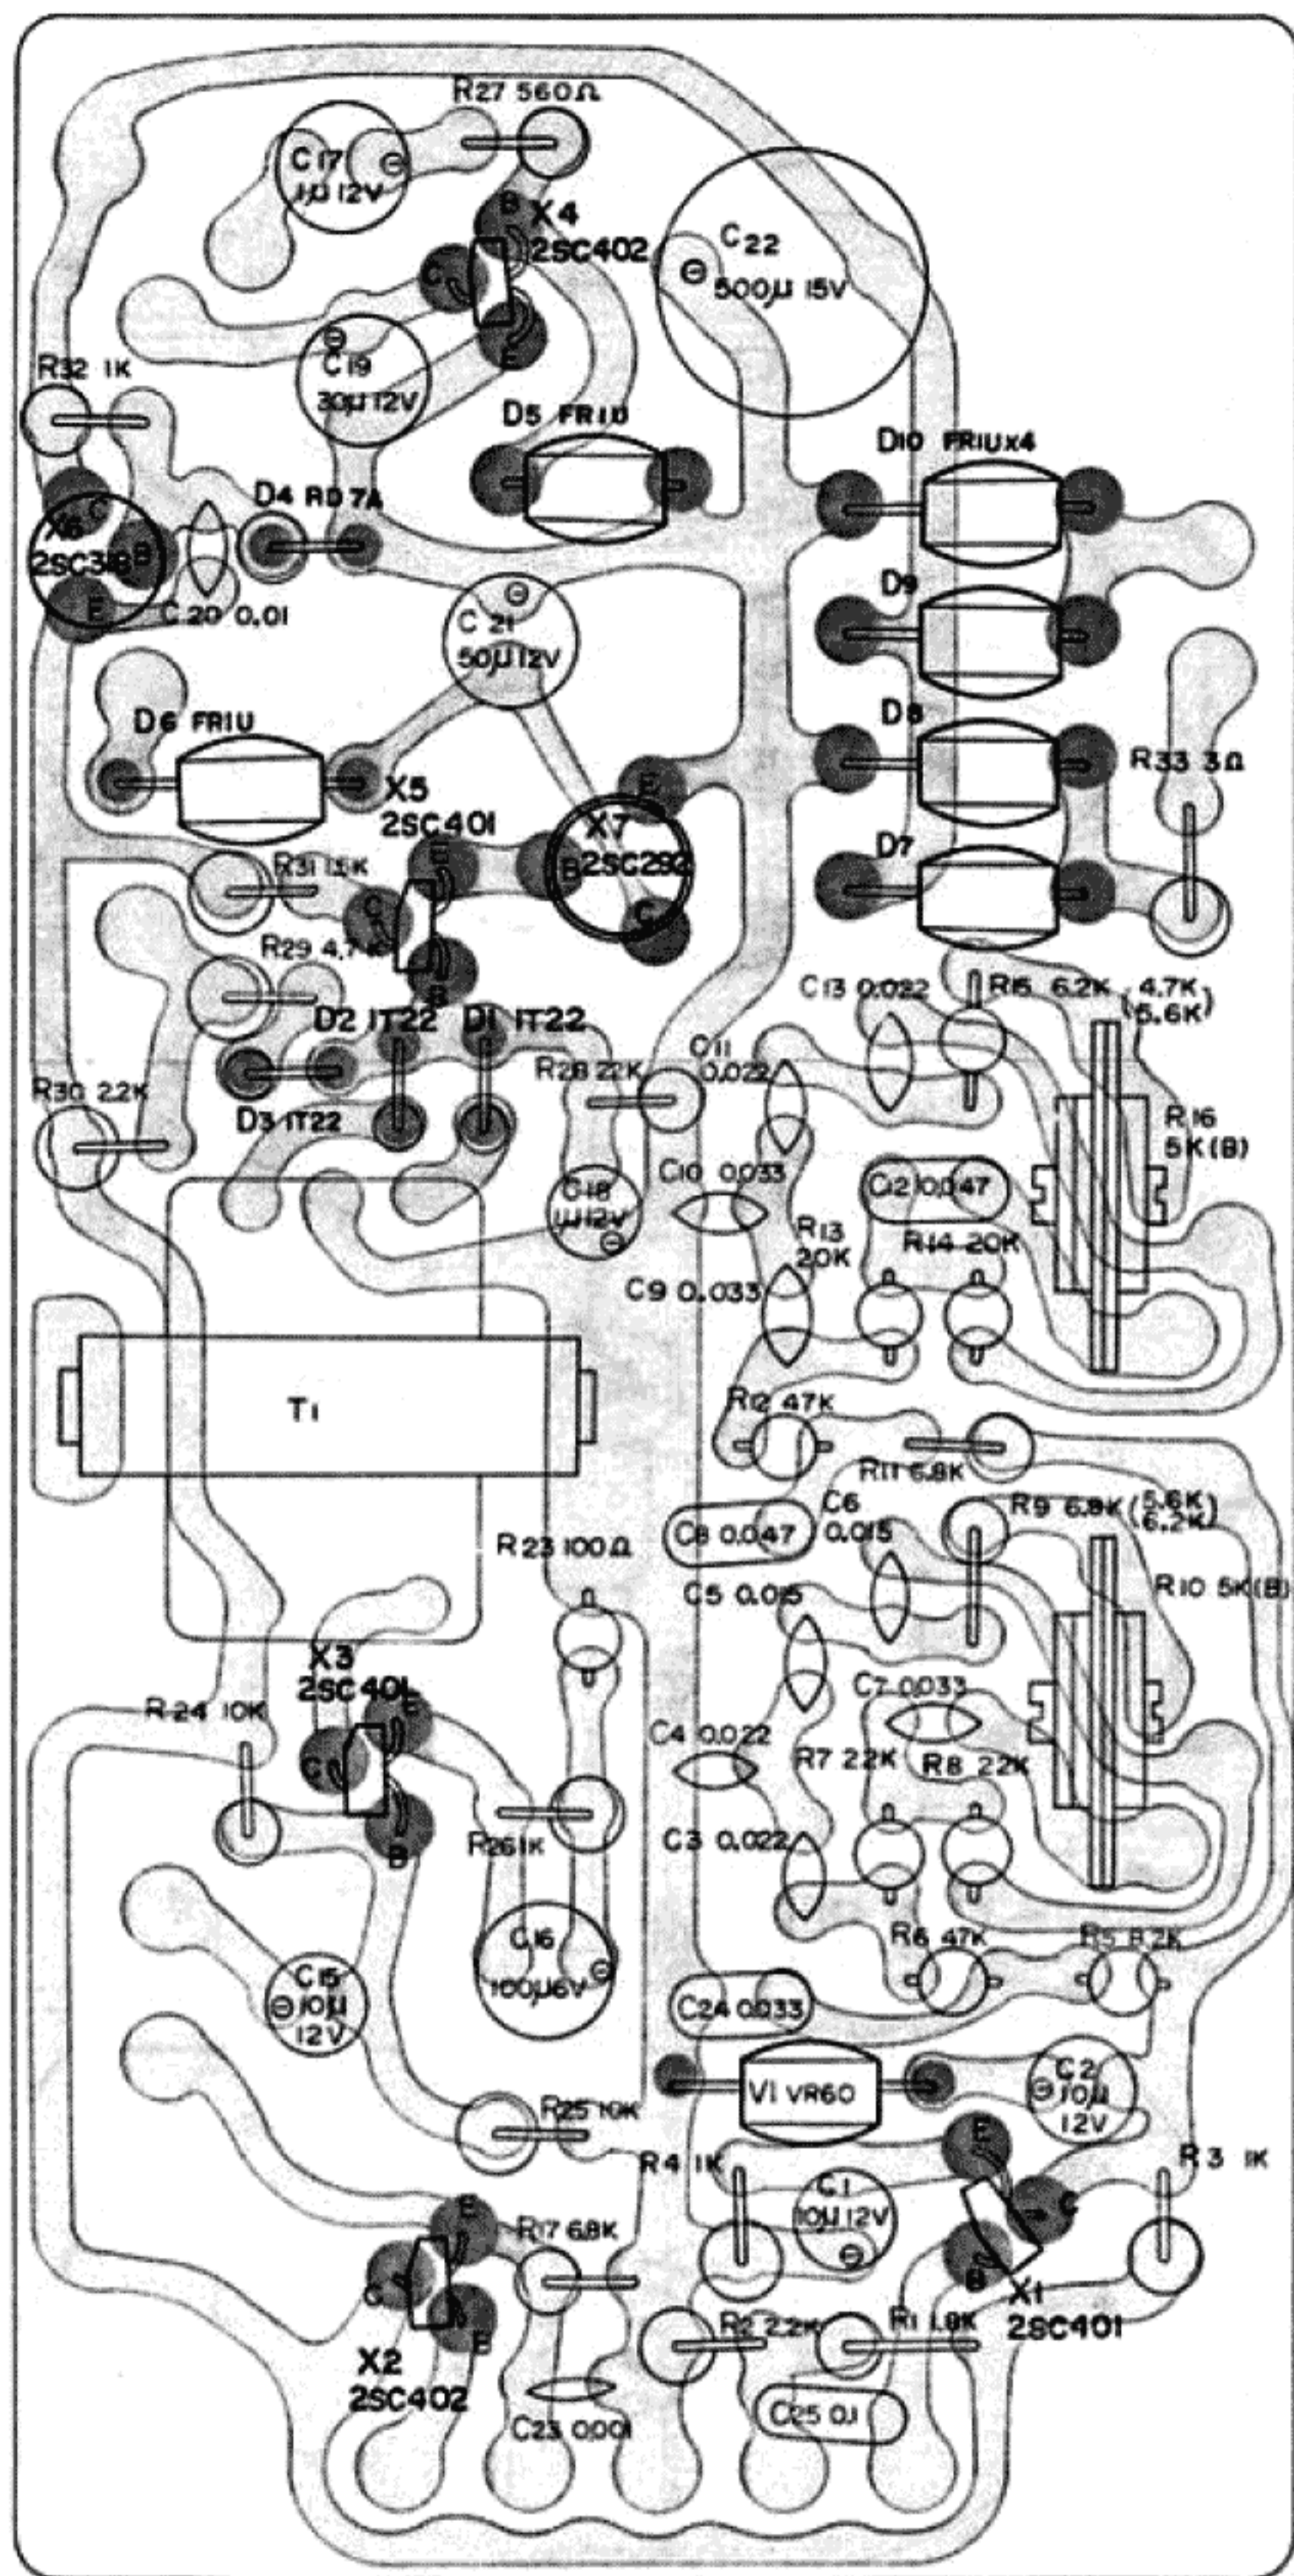 R27 560Ω
C17
1μ 12V
⊖
B
X4
2SC402
C
E
C22
⊖
500μ 15V
R32 1K
⊖
C19
30μ 12V
D5 FR1U
D10 FR1U×4
D4 RD7A
C
X6
2SC318
B
E
C20 0.01
⊖
C21
50μ 12V
D9
D6 FR1U
D8
R33 3Ω
X5
2SC401
E
X7
2SC292
B
C
D7
R31 1.5K
E
C
B
R29 4.7K
D2 1T22
D1 1T22
D3 1T22
R30 2.2K
R28 22K
C11
0.022
C13 0.022
R15 6.2K (4.7K
5.6K)
R16
5K(B)
C10 0.033
C12 0.047
C18
1μ 12V
⊖
R13
20K
R14 20K
C9 0.033
T1
R12 47K
R11 6.8K
C8 0.047
C6
0.015
R9 6.8K (5.6K
6.2K)
R23 100Ω
C5 0.015
R10 5K(B)
X3
2SC401
E
C
B
R24 10K
C7 0.033
C4 0.022
R7 22K
R8 22K
R26 1K
C3 0.022
C16
100μ 6V
⊖
R6 47K
R5 8.2K
C15
⊖ 10μ
12V
C24 0.033
V1 VR60
C2
⊖ 10μ
12V
R25 10K
E
R4 1K
R3 1K
C1
10μ 12V
⊖
C
B
X1
2SC401
E
R17 6.8K
C
B
X2
2SC402
R2 2.2K
R1 1.8K
C23 0.001
C25 0.1